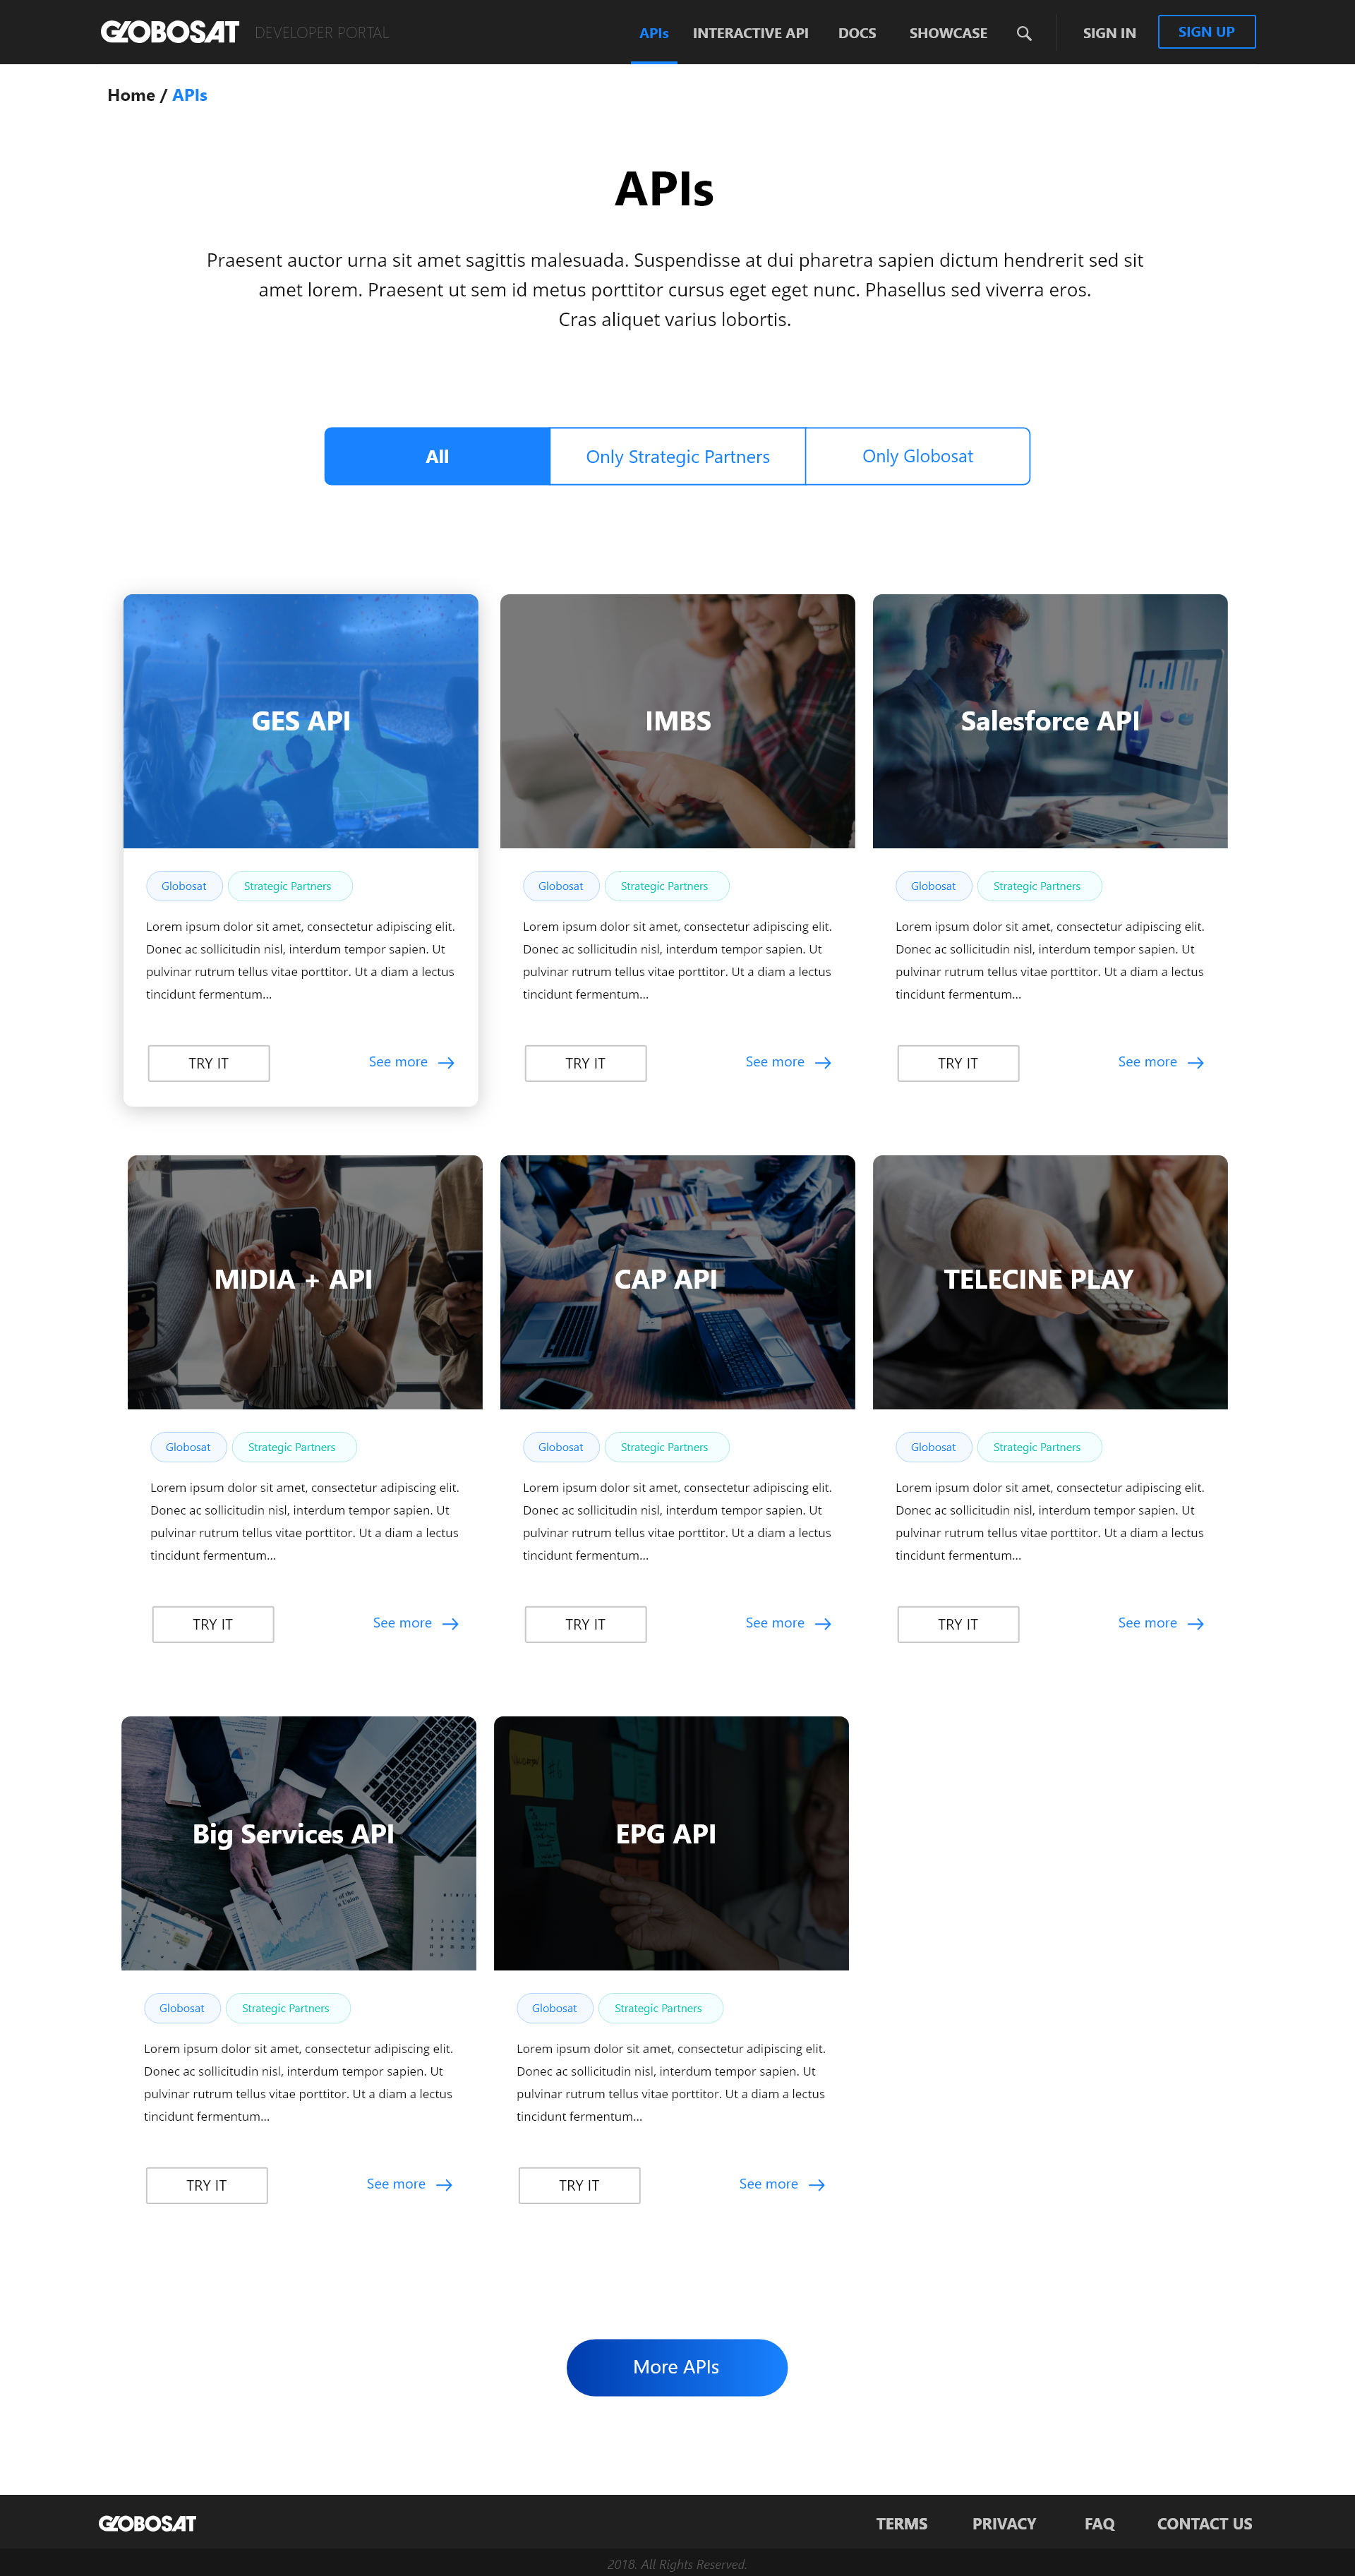 GLOBOSAT DEVELOPER PORTAL APIs INTERACTIVE API DOCS SHOWCASE SIGN IN SIGN UP
Home / APIs
APIs
Praesent auctor urna sit amet sagittis malesuada. Suspendisse at dui pharetra sapien dictum hendrerit sed sit
amet lorem. Praesent ut sem id metus porttitor cursus eget eget nunc. Phasellus sed viverra eros.
Cras aliquet varius lobortis.
All Only Strategic Partners Only Globosat
GES API
Globosat Strategic Partners
Lorem ipsum dolor sit amet, consectetur adipiscing elit.
Donec ac sollicitudin nisl, interdum tempor sapien. Ut
pulvinar rutrum tellus vitae porttitor. Ut a diam a lectus
tincidunt fermentum...
TRY IT See more
IMBS
Globosat Strategic Partners
Lorem ipsum dolor sit amet, consectetur adipiscing elit.
Donec ac sollicitudin nisl, interdum tempor sapien. Ut
pulvinar rutrum tellus vitae porttitor. Ut a diam a lectus
tincidunt fermentum...
TRY IT See more
Salesforce API
Globosat Strategic Partners
Lorem ipsum dolor sit amet, consectetur adipiscing elit.
Donec ac sollicitudin nisl, interdum tempor sapien. Ut
pulvinar rutrum tellus vitae porttitor. Ut a diam a lectus
tincidunt fermentum...
TRY IT See more
MIDIA + API
Globosat Strategic Partners
Lorem ipsum dolor sit amet, consectetur adipiscing elit.
Donec ac sollicitudin nisl, interdum tempor sapien. Ut
pulvinar rutrum tellus vitae porttitor. Ut a diam a lectus
tincidunt fermentum...
TRY IT See more
CAP API
Globosat Strategic Partners
Lorem ipsum dolor sit amet, consectetur adipiscing elit.
Donec ac sollicitudin nisl, interdum tempor sapien. Ut
pulvinar rutrum tellus vitae porttitor. Ut a diam a lectus
tincidunt fermentum...
TRY IT See more
TELECINE PLAY
Globosat Strategic Partners
Lorem ipsum dolor sit amet, consectetur adipiscing elit.
Donec ac sollicitudin nisl, interdum tempor sapien. Ut
pulvinar rutrum tellus vitae porttitor. Ut a diam a lectus
tincidunt fermentum...
TRY IT See more
Big Services API
Globosat Strategic Partners
Lorem ipsum dolor sit amet, consectetur adipiscing elit.
Donec ac sollicitudin nisl, interdum tempor sapien. Ut
pulvinar rutrum tellus vitae porttitor. Ut a diam a lectus
tincidunt fermentum...
TRY IT See more
EPG API
Globosat Strategic Partners
Lorem ipsum dolor sit amet, consectetur adipiscing elit.
Donec ac sollicitudin nisl, interdum tempor sapien. Ut
pulvinar rutrum tellus vitae porttitor. Ut a diam a lectus
tincidunt fermentum...
TRY IT See more
More APIs
GLOBOSAT TERMS PRIVACY FAQ CONTACT US
2018. All Rights Reserved.